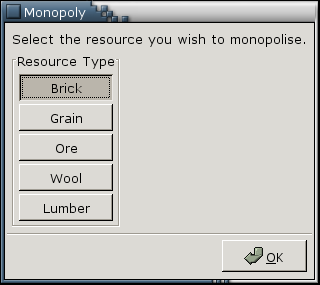 Monopoly
Select the resource you wish to monopolise.
Resource Type
Brick
Grain
Ore
Wool
Lumber
OK